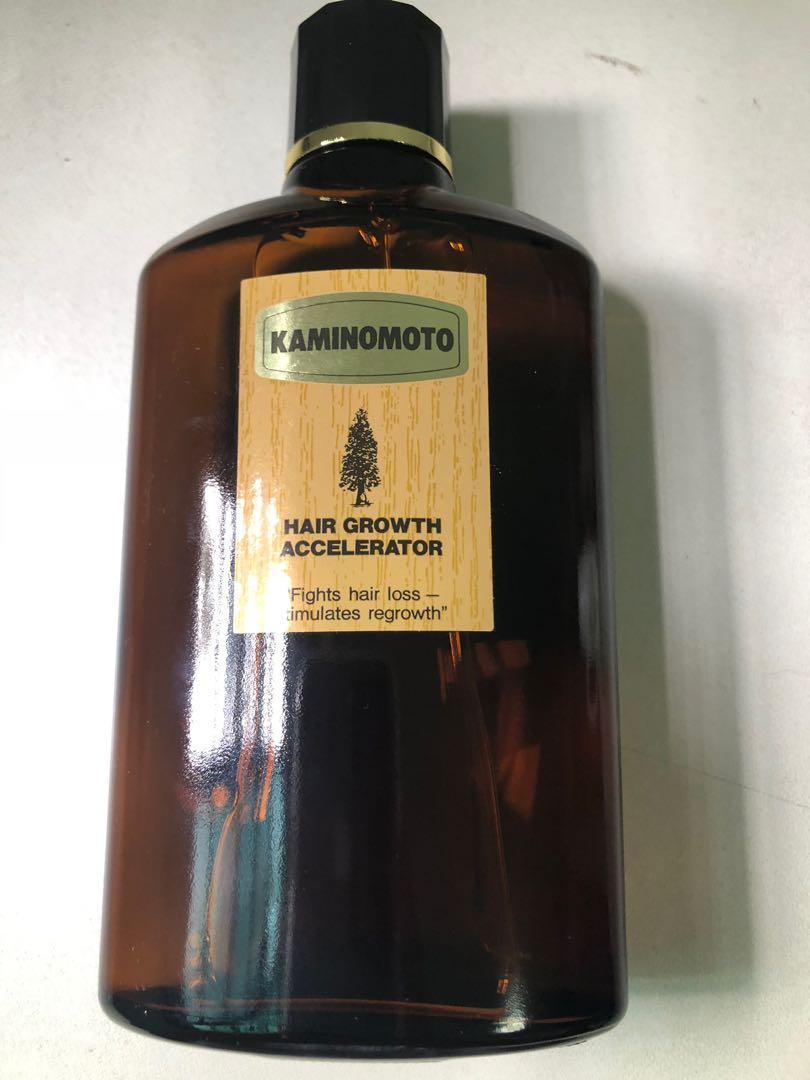 KAMINOMOTO
HAIR GROWTH
ACCELERATOR
"Fights hair loss —
timulates regrowth"